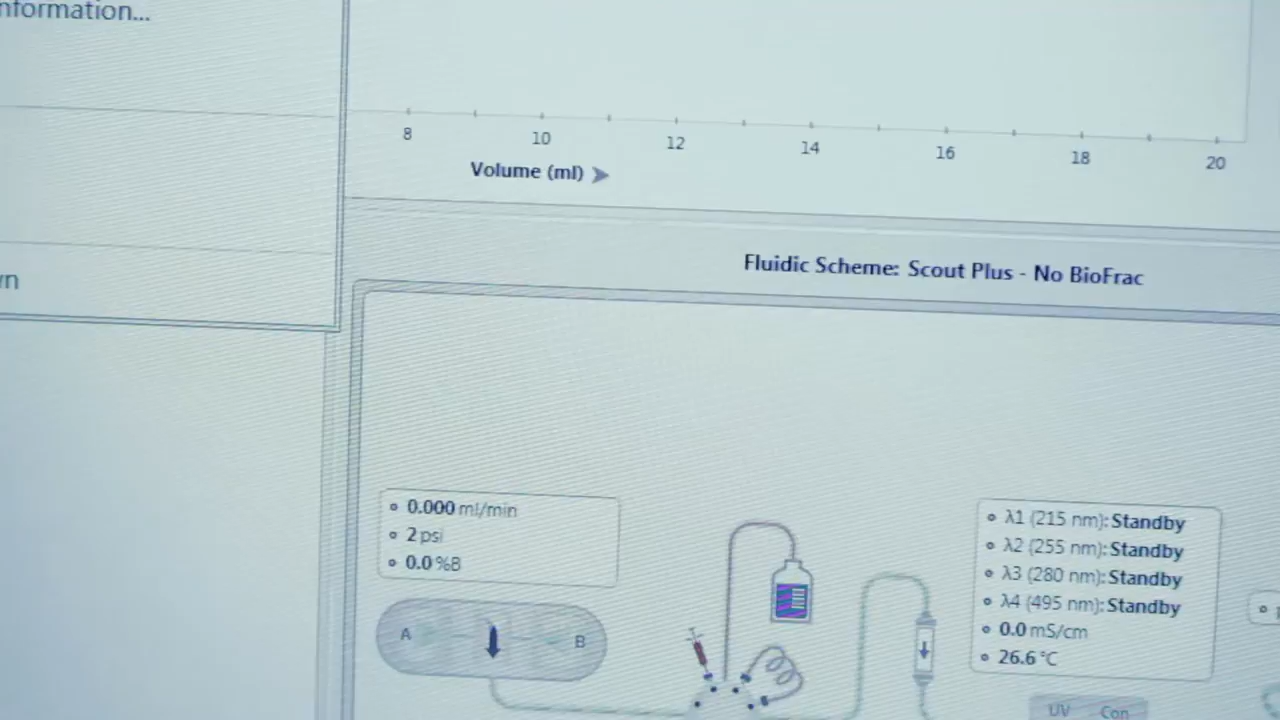 nformation...
8 10 12 14 16 18 20
Volume (ml)
Fluidic Scheme: Scout Plus - No BioFrac
0.000 ml/min
2 psi
0.0 %B
A B
λ1 (215 nm): Standby
λ2 (255 nm): Standby
λ3 (280 nm): Standby
λ4 (495 nm): Standby
0.0 mS/cm
26.6 °C
UV Con